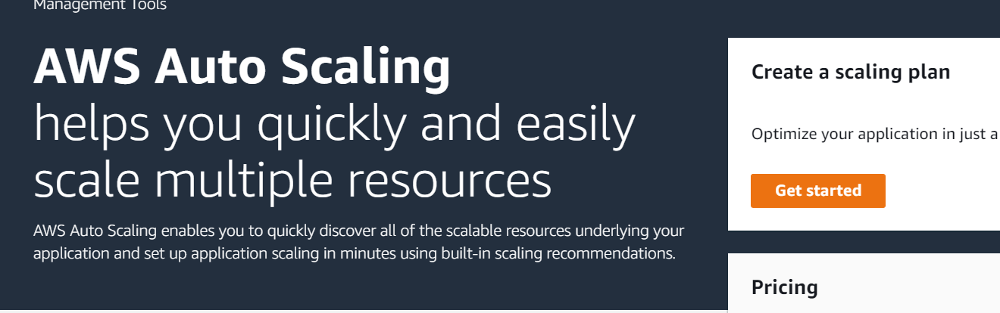 Management Tools
AWS Auto Scaling
helps you quickly and easily
scale multiple resources
AWS Auto Scaling enables you to quickly discover all of the scalable resources underlying your
application and set up application scaling in minutes using built-in scaling recommendations.
Create a scaling plan
Optimize your application in just a
Get started
Pricing